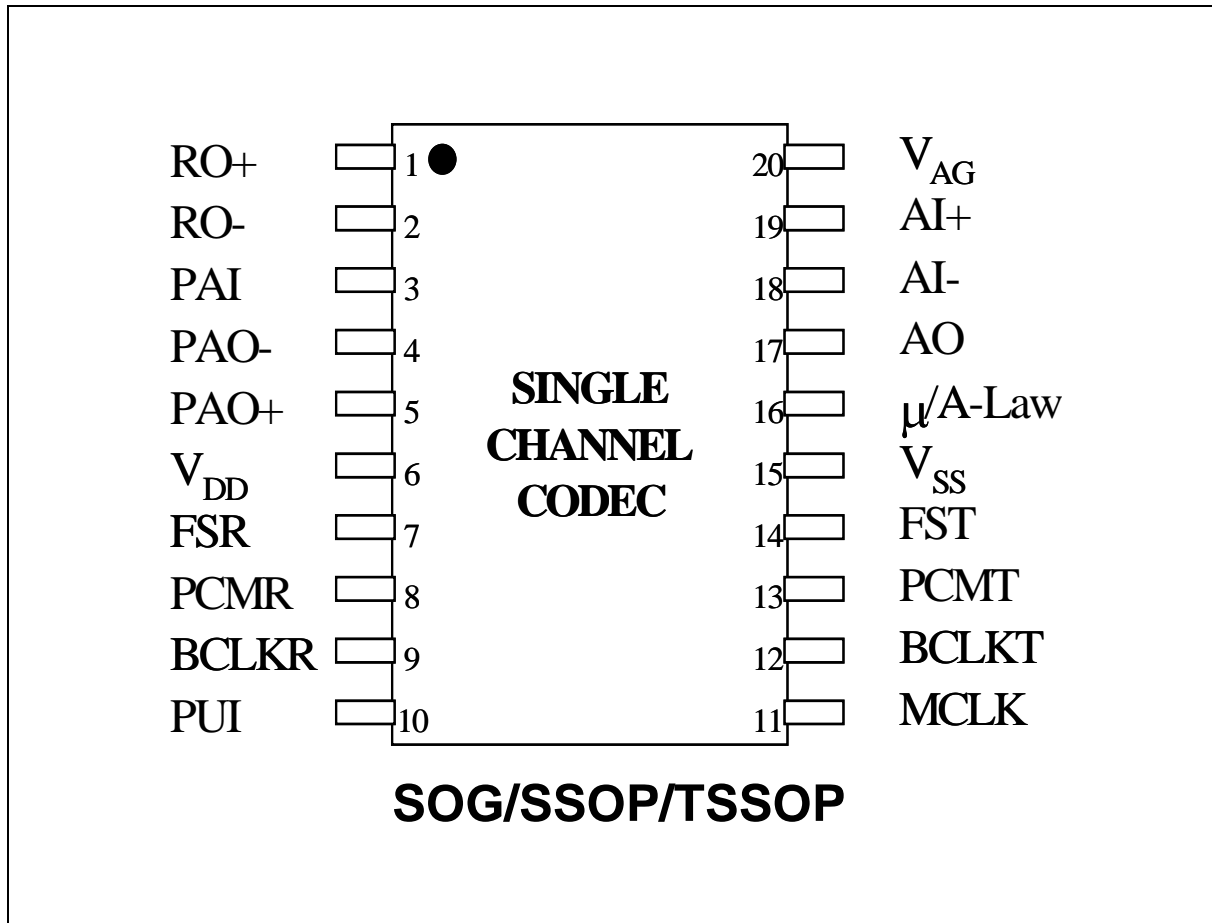 RO+ 1 20 VAG
RO- 2 19 AI+
PAI 3 18 AI-
PAO- 4 17 AO
PAO+ 5 16 μ/A-Law
VDD 6 15 VSS
FSR 7 14 FST
PCMR 8 13 PCMT
BCLKR 9 12 BCLKT
PUI 10 11 MCLK
SINGLE
CHANNEL
CODEC
SOG/SSOP/TSSOP